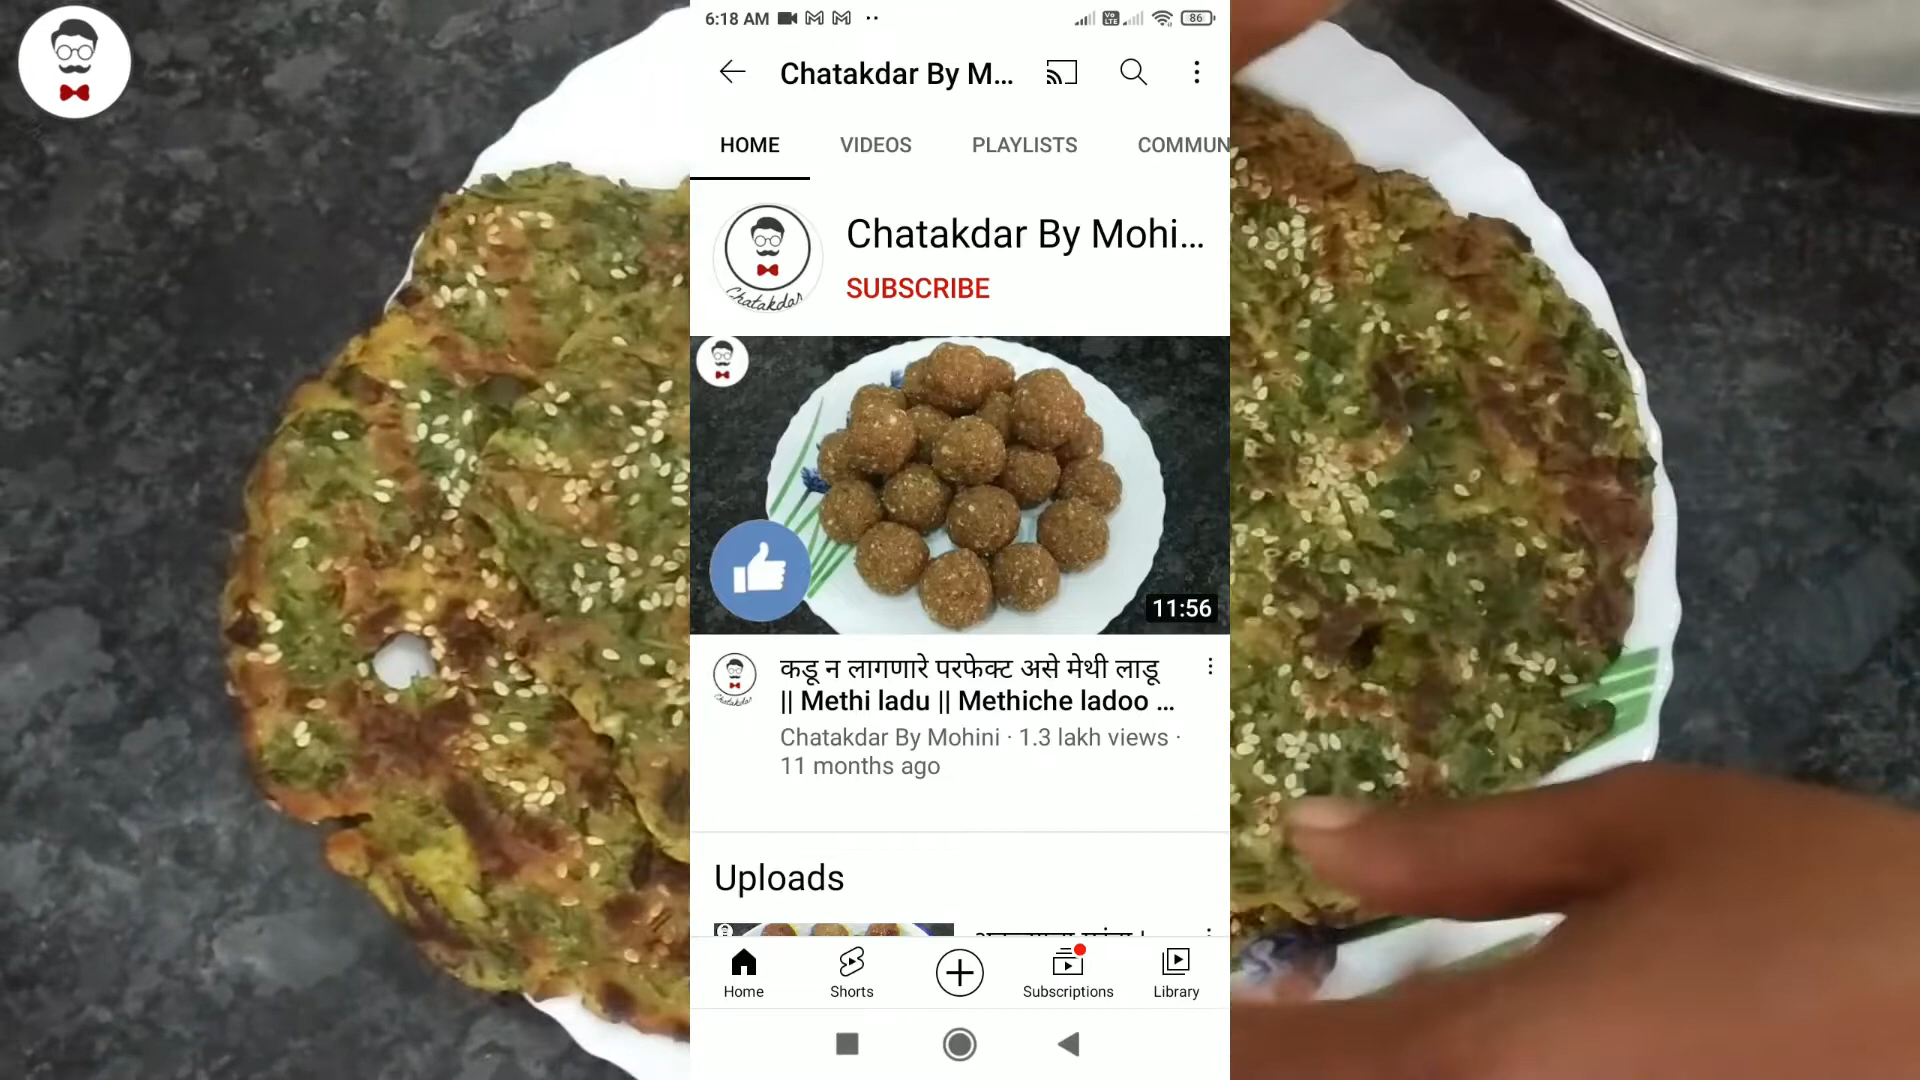 6:18 AM
86
Chatakdar By M...
HOME VIDEOS PLAYLISTS COMMUN
Chatakdar
Chatakdar By Mohi...
SUBSCRIBE
11:56
कडू न लागणारे परफेक्ट असे मेथी लाडू
|| Methi ladu || Methiche ladoo ...
Chatakdar By Mohini · 1.3 lakh views ·
11 months ago
Uploads
Home Shorts Subscriptions Library